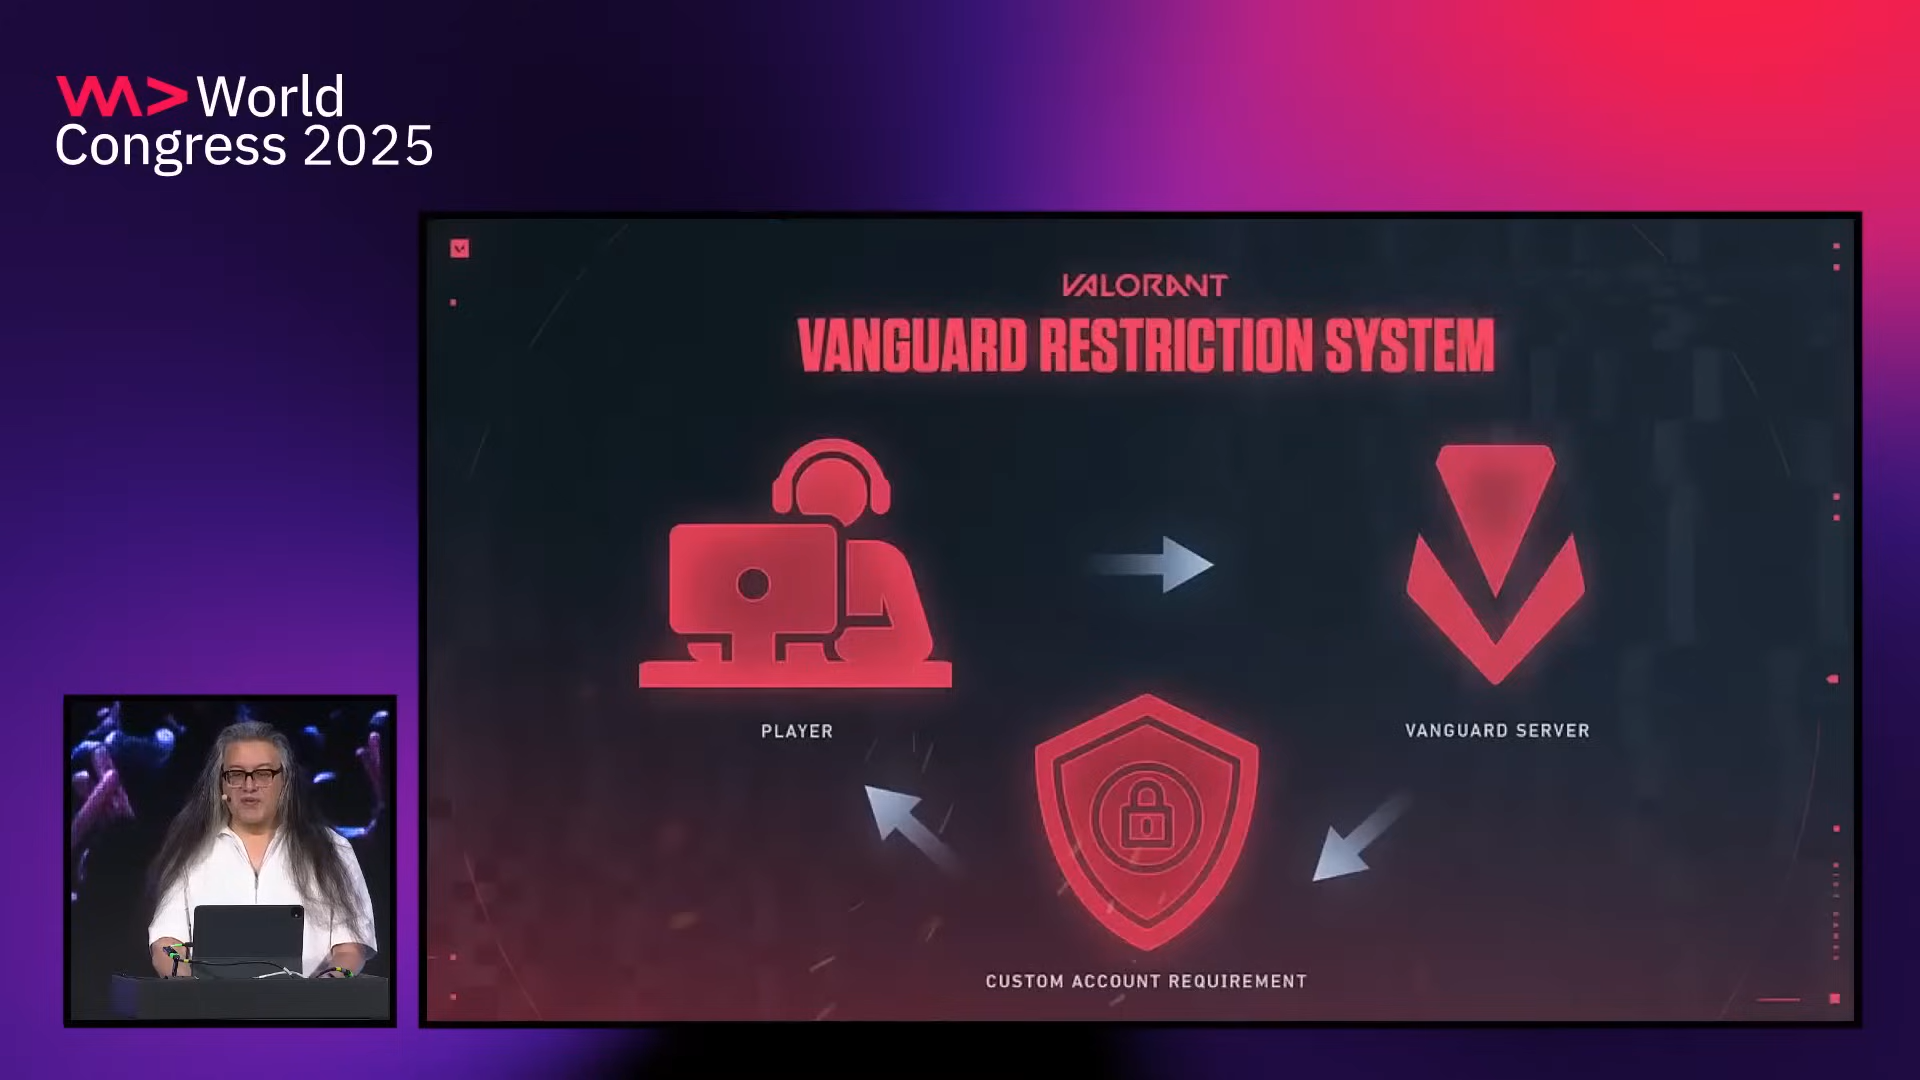 World
Congress 2025
VALORANT
VANGUARD RESTRICTION SYSTEM
PLAYER
VANGUARD SERVER
CUSTOM ACCOUNT REQUIREMENT